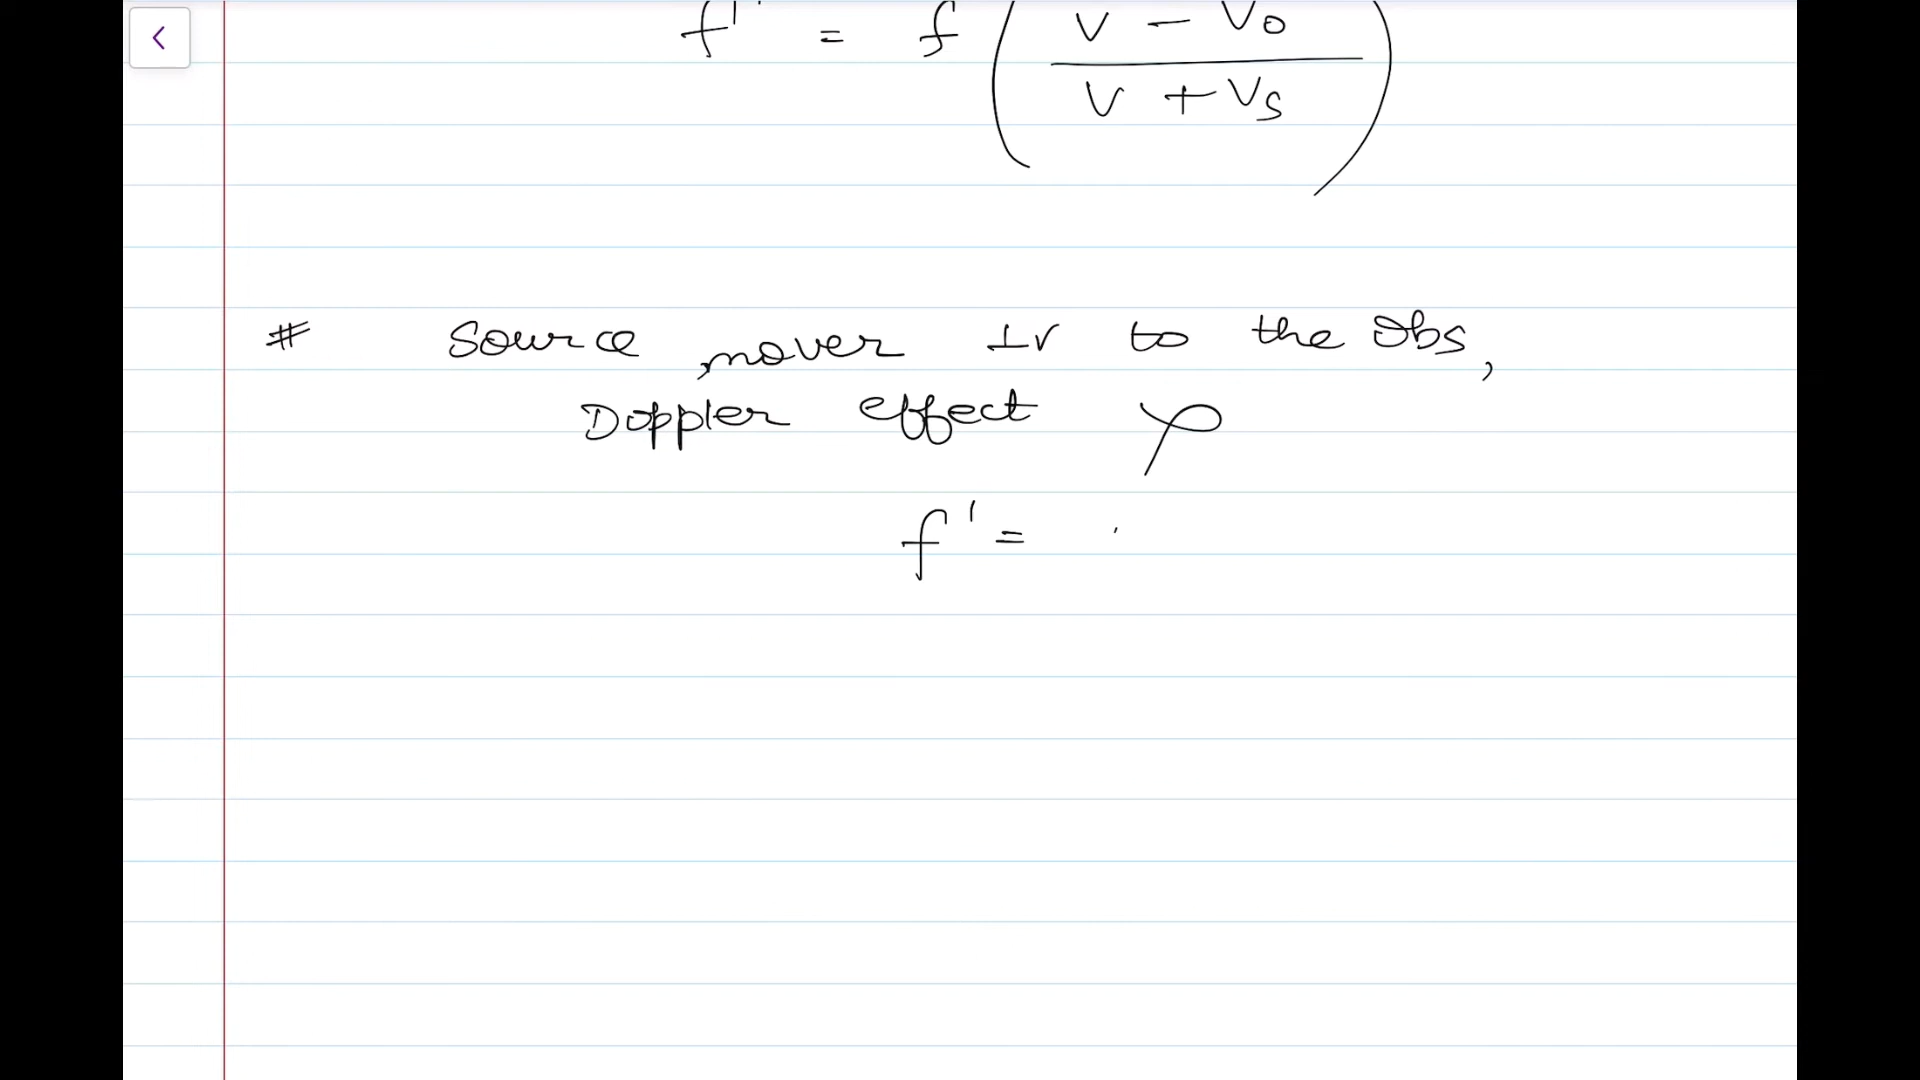 f' = f ( v - v₀ / v + vₛ )
# Source moves ⊥r to the Obs,
Doppler effect
f' =